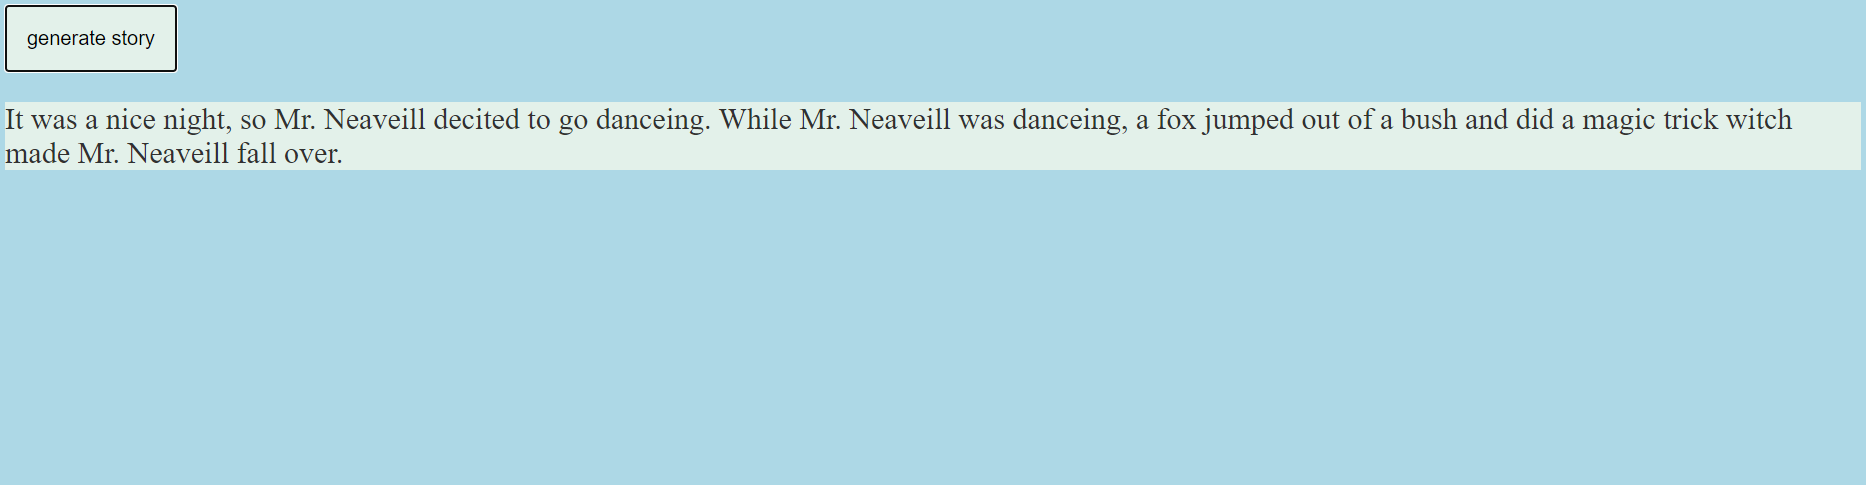 generate story
It was a nice night, so Mr. Neaveill decited to go danceing. While Mr. Neaveill was danceing, a fox jumped out of a bush and did a magic trick witch
made Mr. Neaveill fall over.